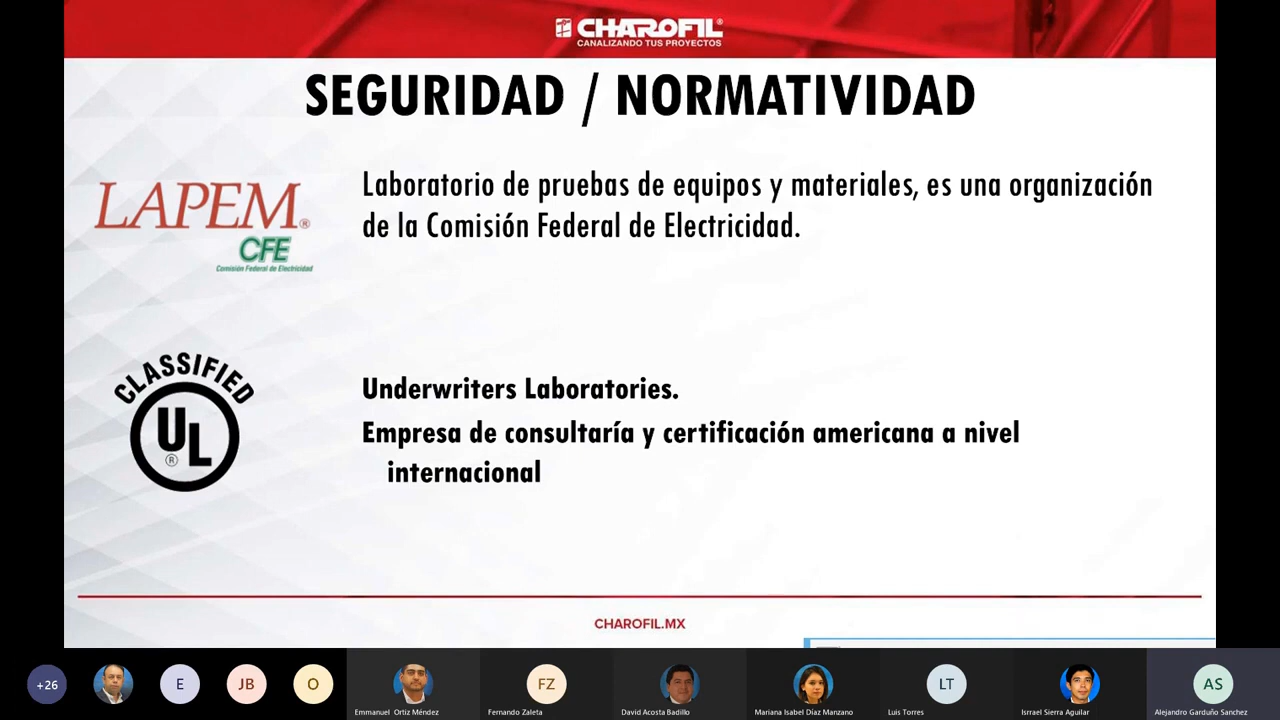 CHAROFIL®
CANALIZANDO TUS PROYECTOS
SEGURIDAD / NORMATIVIDAD
LAPEM®
CFE
Comisión Federal de Electricidad
Laboratorio de pruebas de equipos y materiales, es una organización
de la Comisión Federal de Electricidad.
CLASSIFIED
UL®
Underwriters Laboratories.
Empresa de consultaría y certificación americana a nivel
internacional
CHAROFIL.MX
+26
E
JB
O
Emmanuel Ortiz Méndez
FZ
Fernando Zaleta
David Acosta Badillo
Mariana Isabel Díaz Manzano
LT
Luis Torres
Isrrael Sierra Aguilar
AS
Alejandro Garduño Sanchez